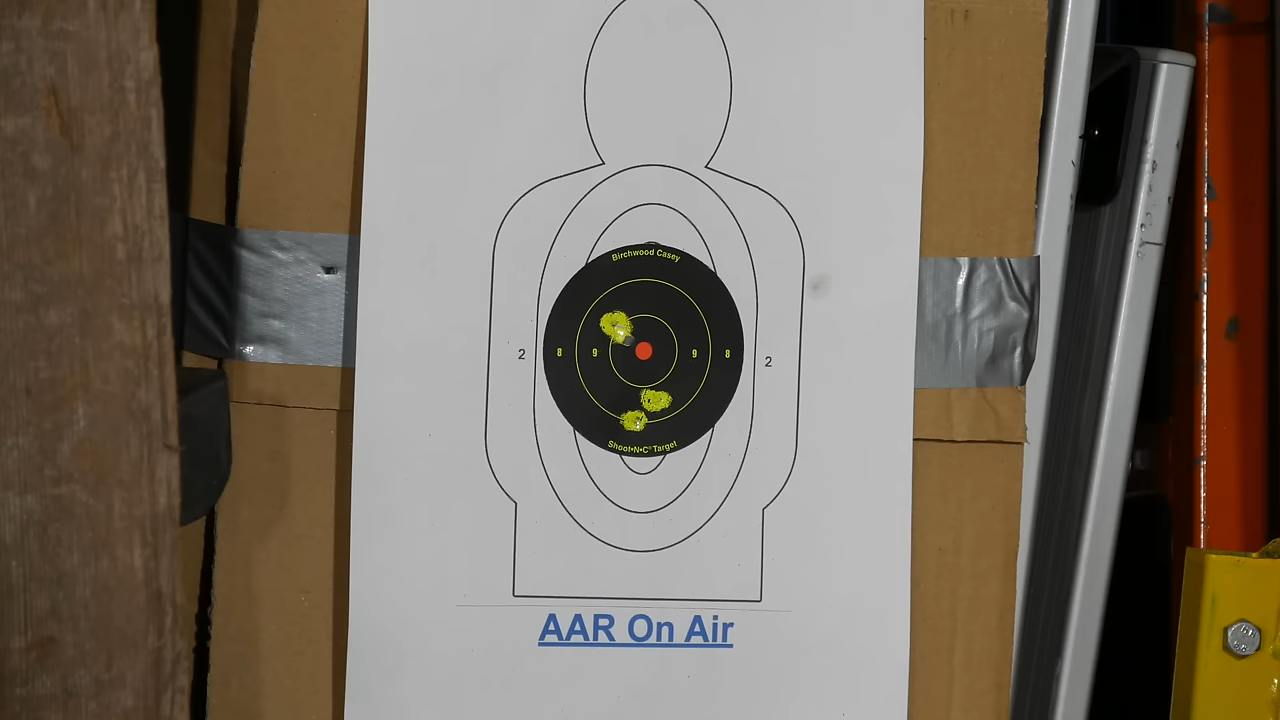 Birchwood Casey
2 8 9 9 8 2
Shoot•N•C® Target
AAR On Air